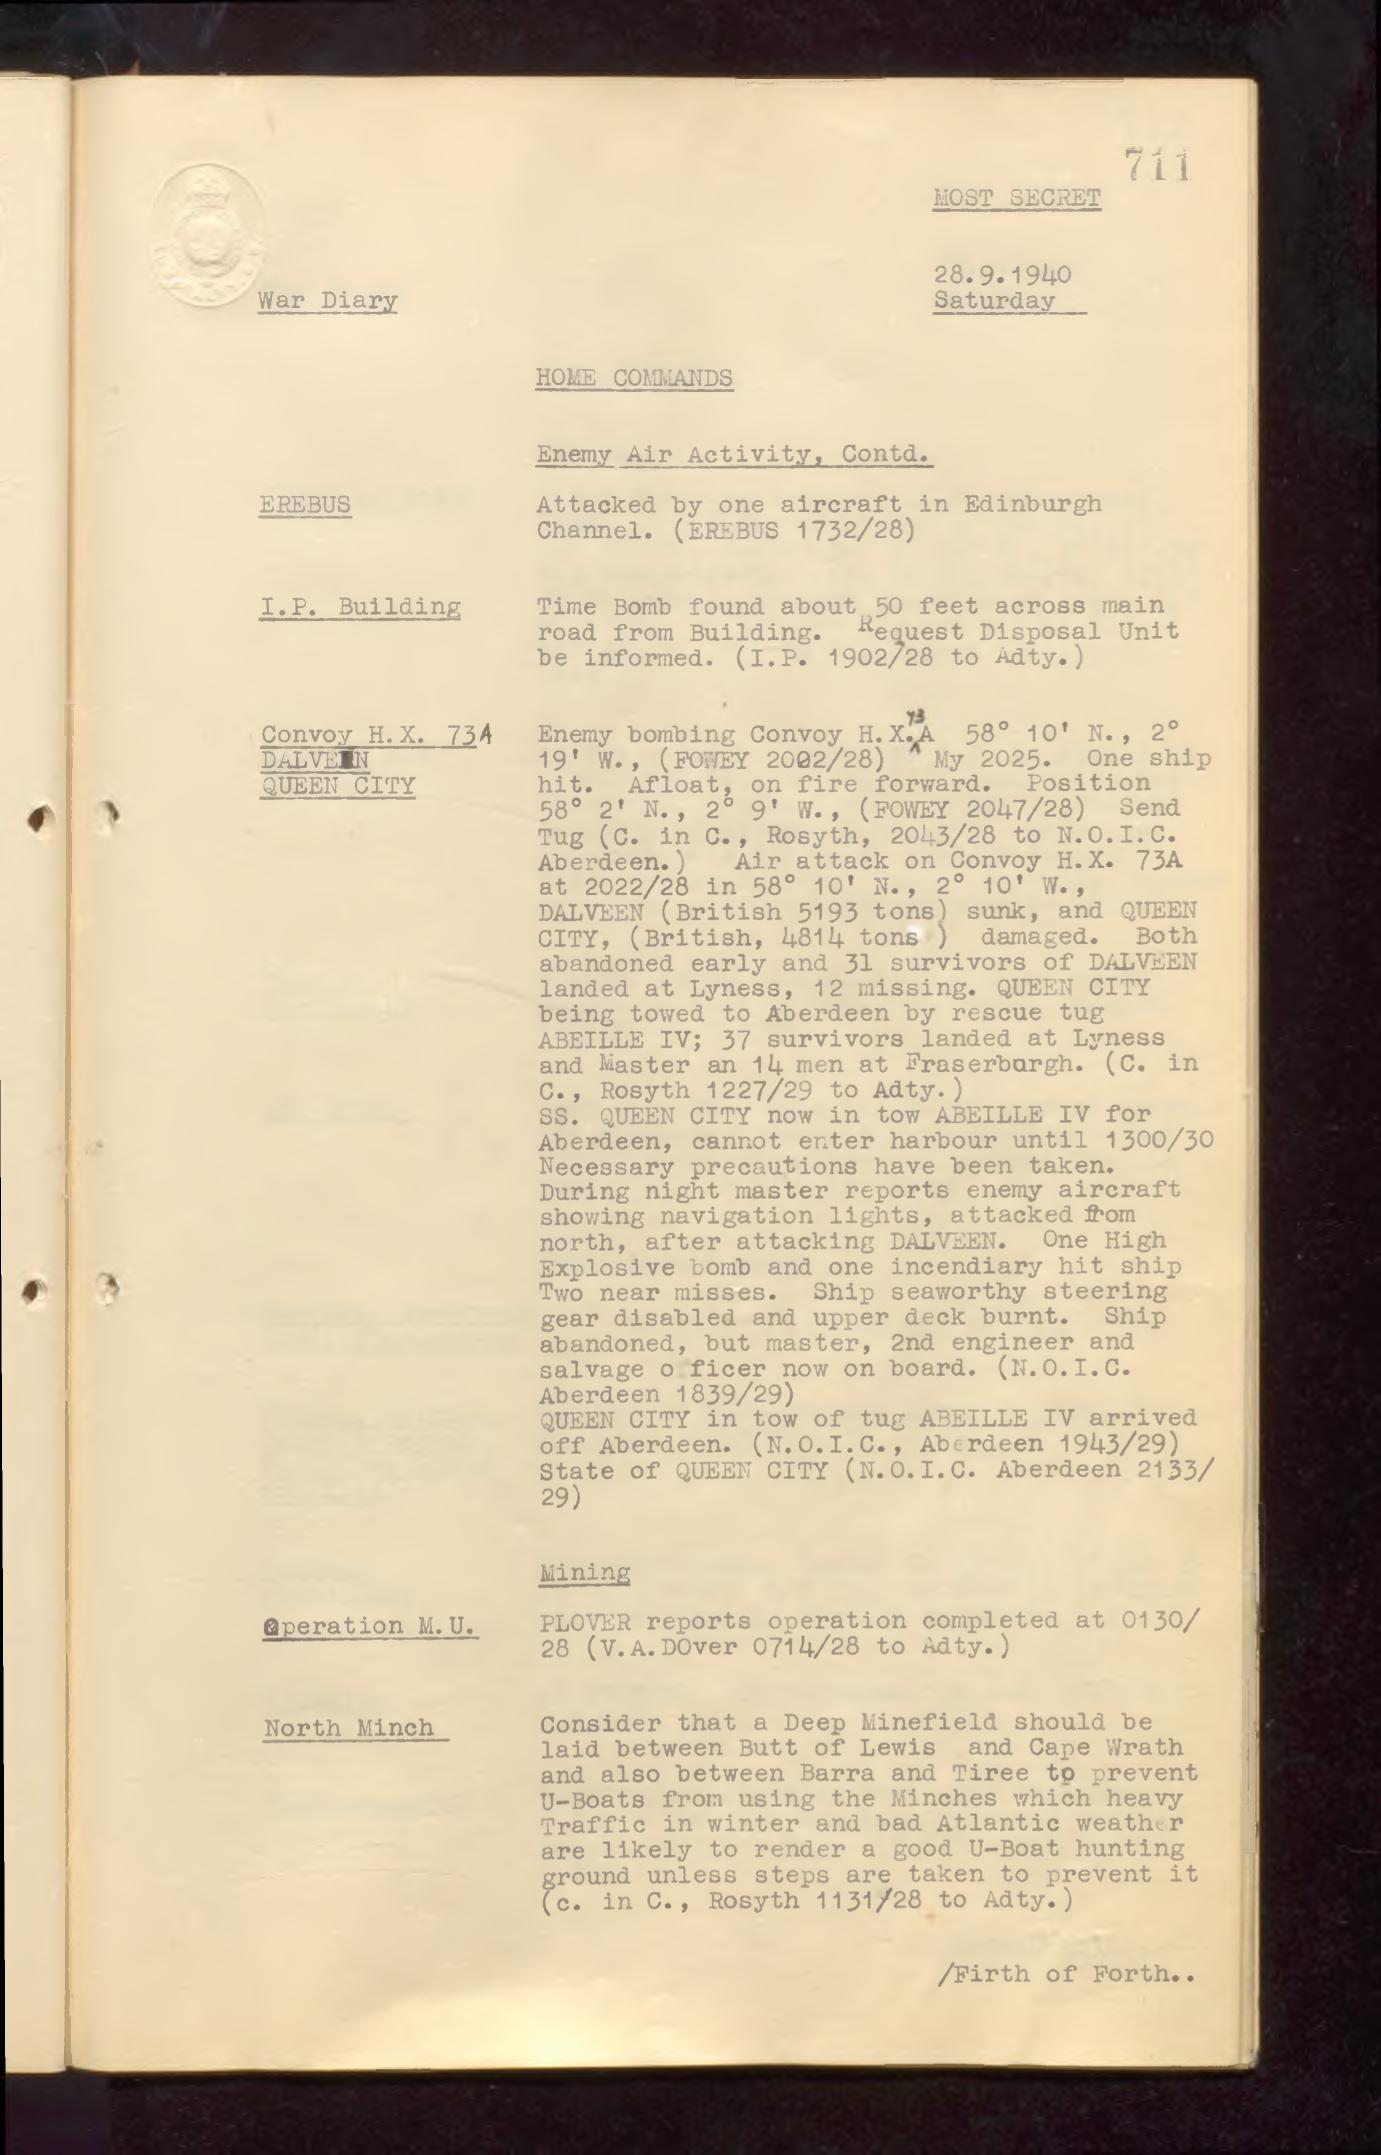 711
MOST SECRET
28.9.1940
War Diary
Saturday
HOME COMMANDS
Enemy Air Activity, Contd.
EREBUS
Attacked by one aircraft in Edinburgh
Channel. (EREBUS 1732/28)
I.P. Building
Time Bomb found about 50 feet across main
road from Building. Request Disposal Unit
be informed. (I.P. 1902/28 to Adty.)
Convoy H.X. 73A
DALVEEN
QUEEN CITY
Enemy bombing Convoy H.X.73A 58° 10' N., 2°
19' W., (FOWEY 2002/28) My 2025. One ship
hit. Afloat, on fire forward. Position
58° 2' N., 2° 9' W., (FOWEY 2047/28) Send
Tug (C. in C., Rosyth, 2043/28 to N.O.I.C.
Aberdeen.) Air attack on Convoy H.X. 73A
at 2022/28 in 58° 10' N., 2° 10' W.,
DALVEEN (British 5193 tons) sunk, and QUEEN
CITY, (British, 4814 tons ) damaged. Both
abandoned early and 31 survivors of DALVEEN
landed at Lyness, 12 missing. QUEEN CITY
being towed to Aberdeen by rescue tug
ABEILLE IV; 37 survivors landed at Lyness
and Master an 14 men at Fraserburgh. (C. in
C., Rosyth 1227/29 to Adty.)
SS. QUEEN CITY now in tow ABEILLE IV for
Aberdeen, cannot enter harbour until 1300/30
Necessary precautions have been taken.
During night master reports enemy aircraft
showing navigation lights, attacked from
north, after attacking DALVEEN. One High
Explosive bomb and one incendiary hit ship
Two near misses. Ship seaworthy steering
gear disabled and upper deck burnt. Ship
abandoned, but master, 2nd engineer and
salvage o ficer now on board. (N.O.I.C.
Aberdeen 1839/29)
QUEEN CITY in tow of tug ABEILLE IV arrived
off Aberdeen. (N.O.I.C., Aberdeen 1943/29)
State of QUEEN CITY (N.O.I.C. Aberdeen 2133/
29)
Mining
Operation M.U.
PLOVER reports operation completed at 0130/
28 (V.A.DOver 0714/28 to Adty.)
North Minch
Consider that a Deep Minefield should be
laid between Butt of Lewis and Cape Wrath
and also between Barra and Tiree to prevent
U-Boats from using the Minches which heavy
Traffic in winter and bad Atlantic weather
are likely to render a good U-Boat hunting
ground unless steps are taken to prevent it
(c. in C., Rosyth 1131/28 to Adty.)
/Firth of Forth..